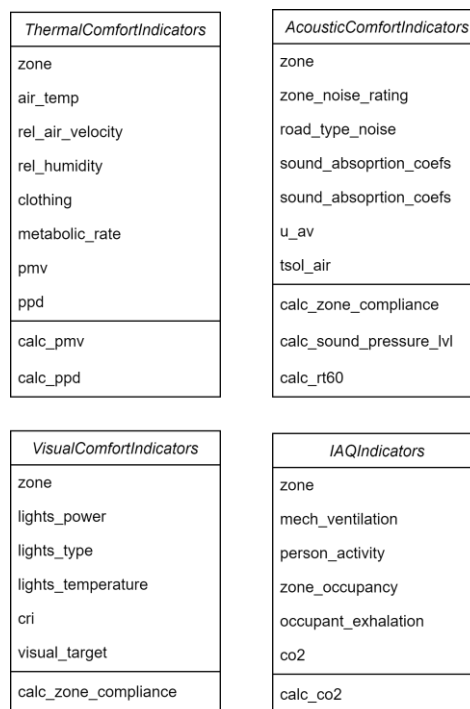 ThermalComfortIndicators
zone
air_temp
rel_air_velocity
rel_humidity
clothing
metabolic_rate
pmv
ppd
calc_pmv
calc_ppd
AcousticComfortIndicators
zone
zone_noise_rating
road_type_noise
sound_absoprtion_coefs
sound_absoprtion_coefs
u_av
tsol_air
calc_zone_compliance
calc_sound_pressure_lvl
calc_rt60
VisualComfortIndicators
zone
lights_power
lights_type
lights_temperature
cri
visual_target
calc_zone_compliance
IAQIndicators
zone
mech_ventilation
person_activity
zone_occupancy
occupant_exhalation
co2
calc_co2